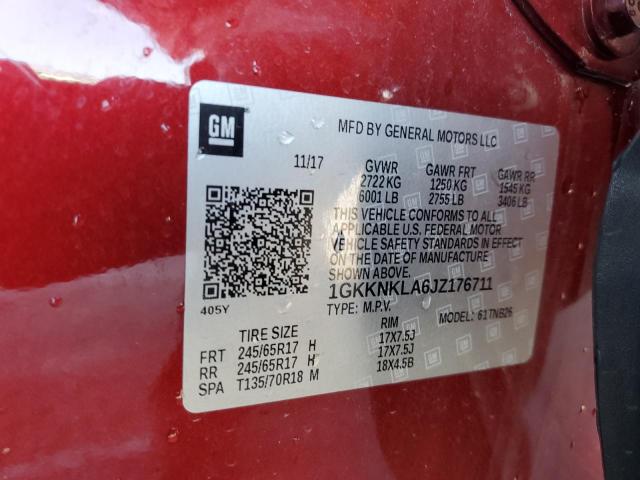 GM
MFD BY GENERAL MOTORS LLC
11/17 GVWR GAWR FRT GAWR RR
2722 KG 1250 KG 1545 KG
6001 LB 2755 LB 3406 LB
THIS VEHICLE CONFORMS TO ALL
APPLICABLE U.S. FEDERAL MOTOR
VEHICLE SAFETY STANDARDS IN EFFECT
ON THE DATE OF MANUFACTURE
SHOWN ABOVE.
405Y
1GKKNKLA6JZ176711
TYPE: M.P.V. MODEL: 61TNB26
TIRE SIZE RIM
FRT 245/65R17 H 17X7.5J
RR 245/65R17 H 17X7.5J
SPA T135/70R18 M 18X4.5B